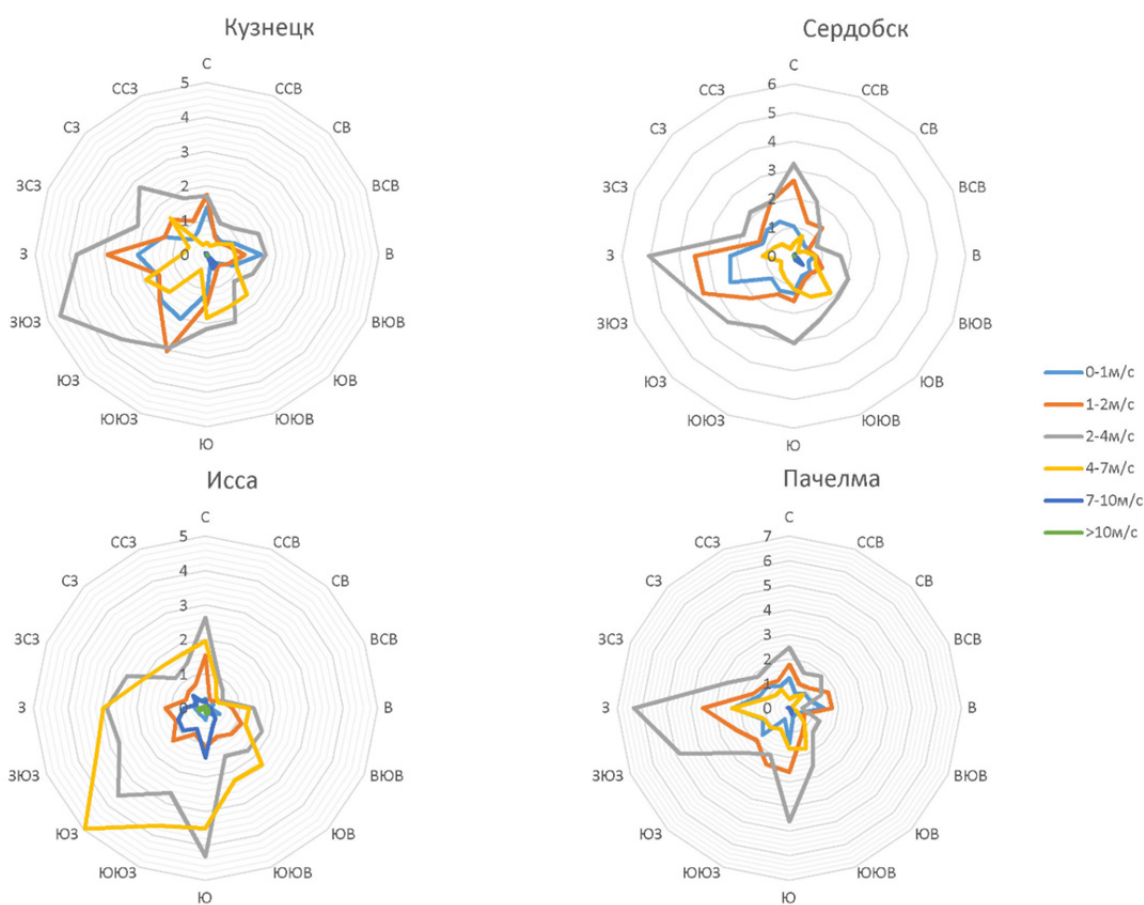 Кузнецк
С
ССВ
СВ
ВСВ
В
ВЮВ
ЮВ
ЮЮВ
Ю
ЮЮЗ
ЮЗ
ЗЮЗ
З
ЗСЗ
СЗ
ССЗ
5
4
3
2
1
0
Сердобск
С
ССВ
СВ
ВСВ
В
ВЮВ
ЮВ
ЮЮВ
Ю
ЮЮЗ
ЮЗ
ЗЮЗ
З
ЗСЗ
СЗ
ССЗ
6
5
4
3
2
1
0
0-1м/с
1-2м/с
2-4м/с
4-7м/с
7-10м/с
>10м/с
Исса
С
ССВ
СВ
ВСВ
В
ВЮВ
ЮВ
ЮЮВ
Ю
ЮЮЗ
ЮЗ
ЗЮЗ
З
ЗСЗ
СЗ
ССЗ
5
4
3
2
1
0
Пачелма
С
ССВ
СВ
ВСВ
В
ВЮВ
ЮВ
ЮЮВ
Ю
ЮЮЗ
ЮЗ
ЗЮЗ
З
ЗСЗ
СЗ
ССЗ
7
6
5
4
3
2
1
0